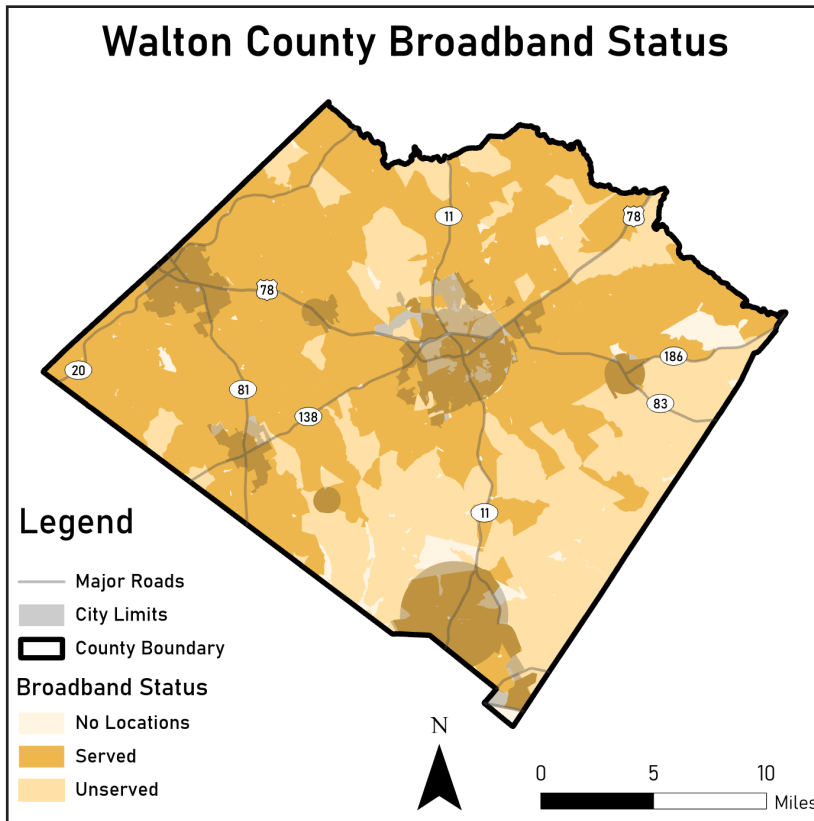 Walton County Broadband Status
11
78
78
20
81
138
186
83
11
Legend
Major Roads
City Limits
County Boundary
Broadband Status
No Locations
Served
Unserved
N
0 5 10
Miles